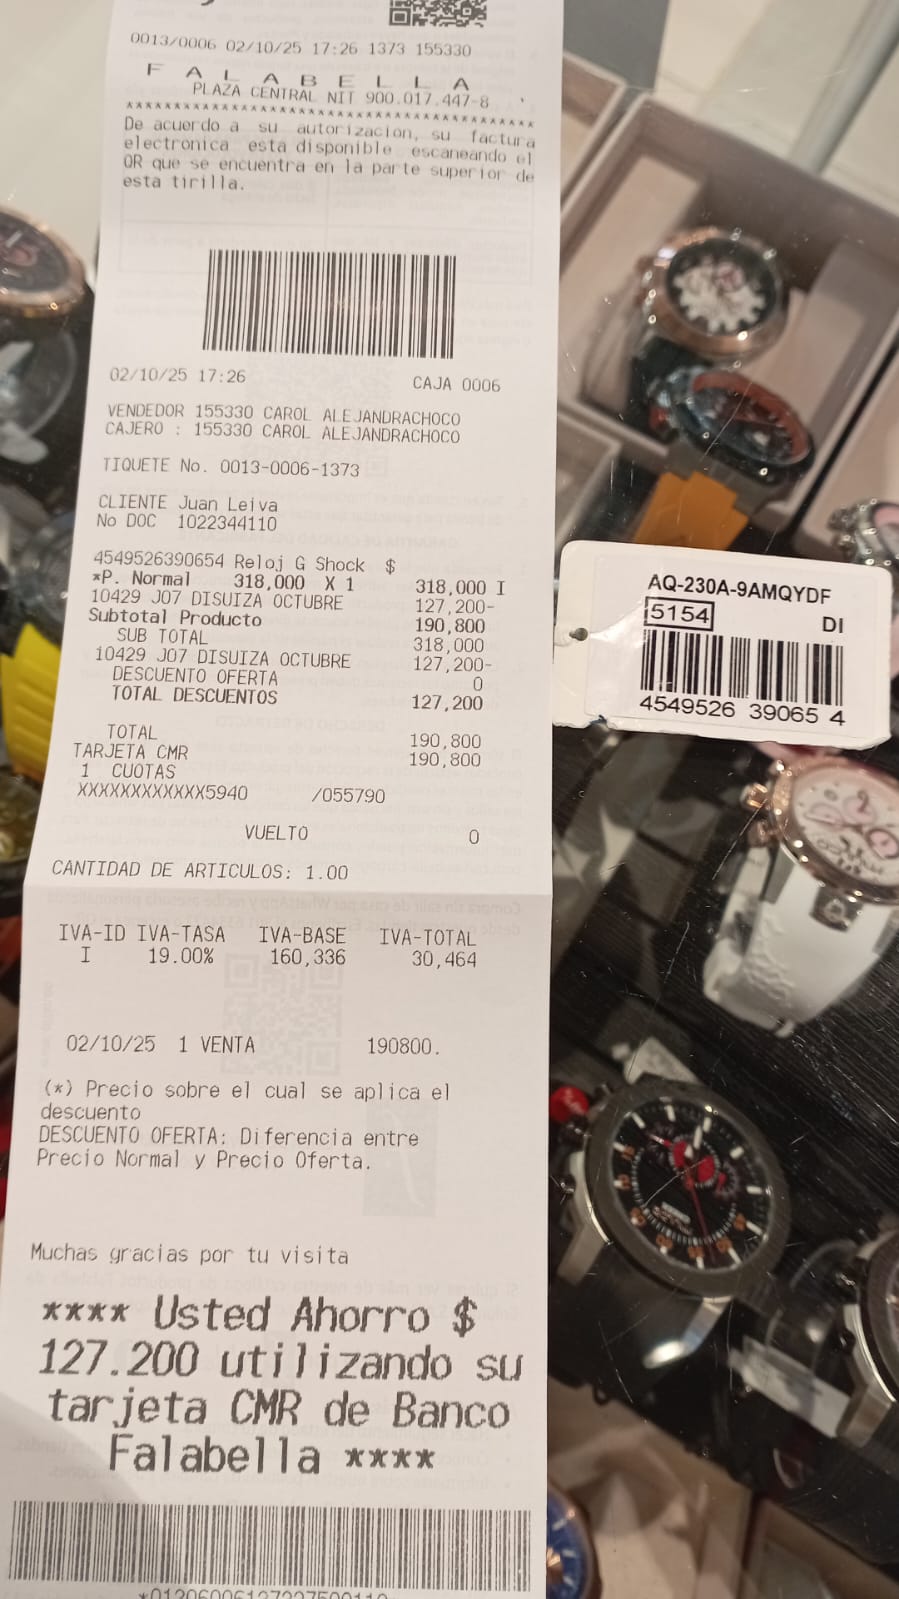 0013/0006 02/10/25 17:26 1373 155330
F A L A B E L L A
PLAZA CENTRAL NIT 900.017.447-8
******************************************
De acuerdo a su autorizacion, su factura
electronica esta disponible escaneando el
QR que se encuentra en la parte superior de
esta tirilla.
02/10/25 17:26 CAJA 0006
VENDEDOR 155330 CAROL ALEJANDRACHOCO
CAJERO : 155330 CAROL ALEJANDRACHOCO
TIQUETE No. 0013-0006-1373
CLIENTE Juan Leiva
No DOC 1022344110
4549526390654 Reloj G Shock $
*P. Normal 318,000 X 1 318,000 I
10429 J07 DISUIZA OCTUBRE 127,200-
Subtotal Producto 190,800
SUB TOTAL 318,000
10429 J07 DISUIZA OCTUBRE 127,200-
DESCUENTO OFERTA 0
TOTAL DESCUENTOS 127,200
TOTAL 190,800
TARJETA CMR 190,800
1 CUOTAS
XXXXXXXXXXXX5940 /055790
VUELTO 0
CANTIDAD DE ARTICULOS: 1.00
IVA-ID IVA-TASA IVA-BASE IVA-TOTAL
I 19.00% 160,336 30,464
02/10/25 1 VENTA 190800.
(*) Precio sobre el cual se aplica el
descuento
DESCUENTO OFERTA: Diferencia entre
Precio Normal y Precio Oferta.
Muchas gracias por tu visita
**** Usted Ahorro $
127.200 utilizando su
tarjeta CMR de Banco
Falabella ****
AQ-230A-9AMQYDF
5154 DI
4549526 39065 4